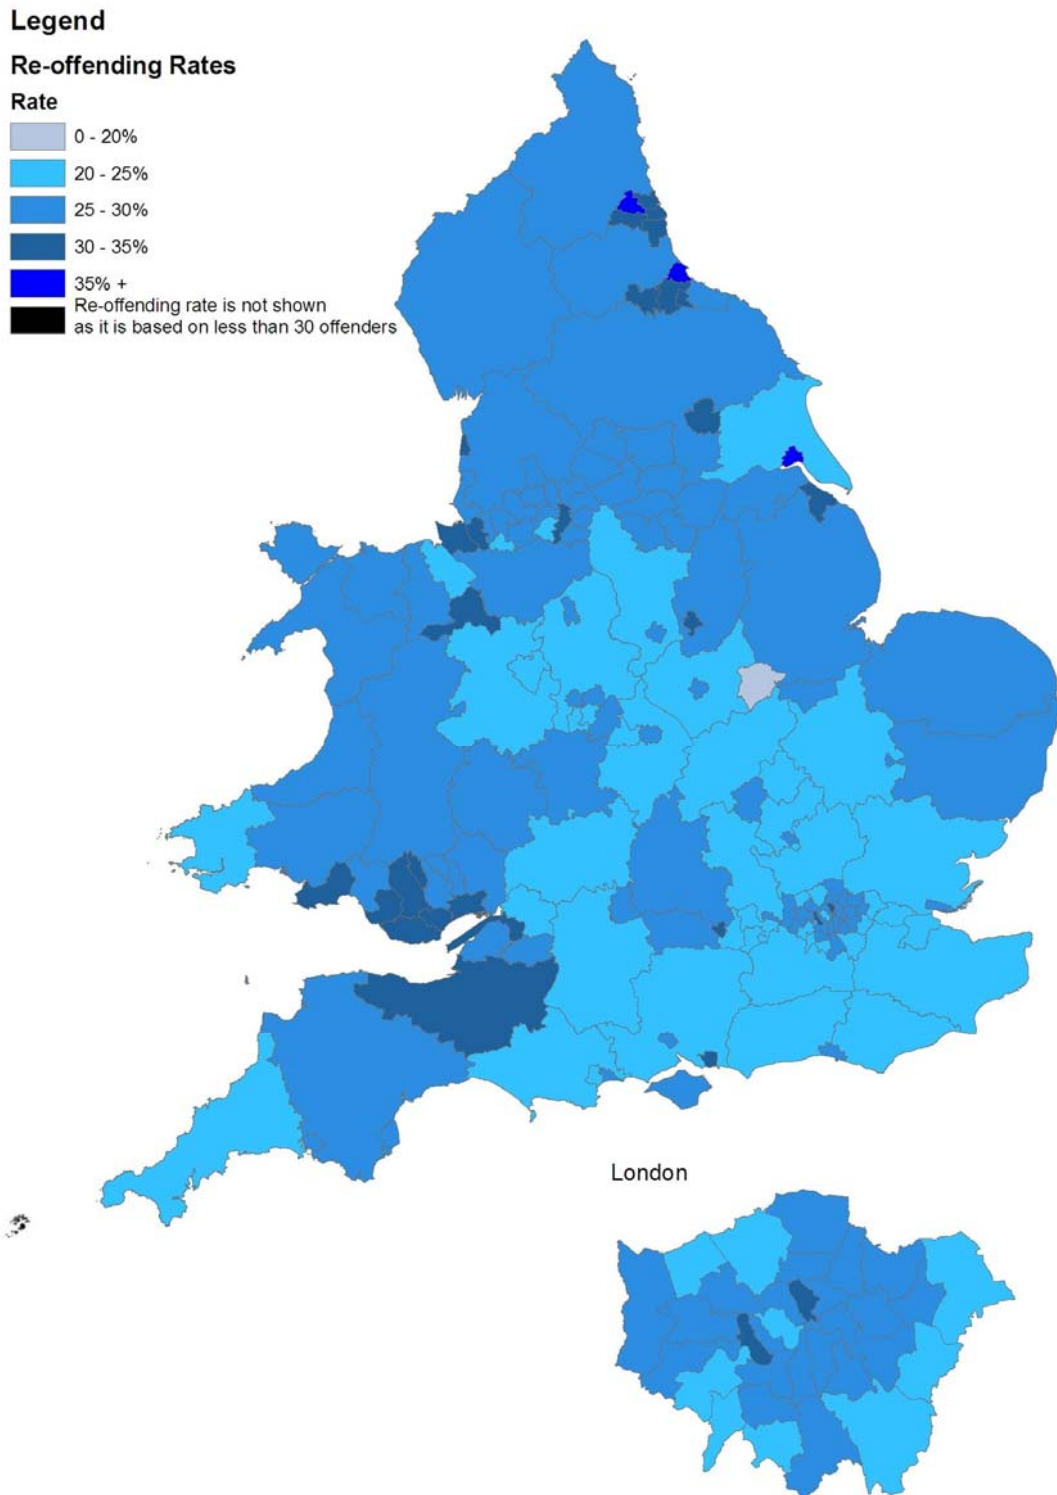 Legend
Re-offending Rates
Rate
0 - 20%
20 - 25%
25 - 30%
30 - 35%
35% +
Re-offending rate is not shown
as it is based on less than 30 offenders
London